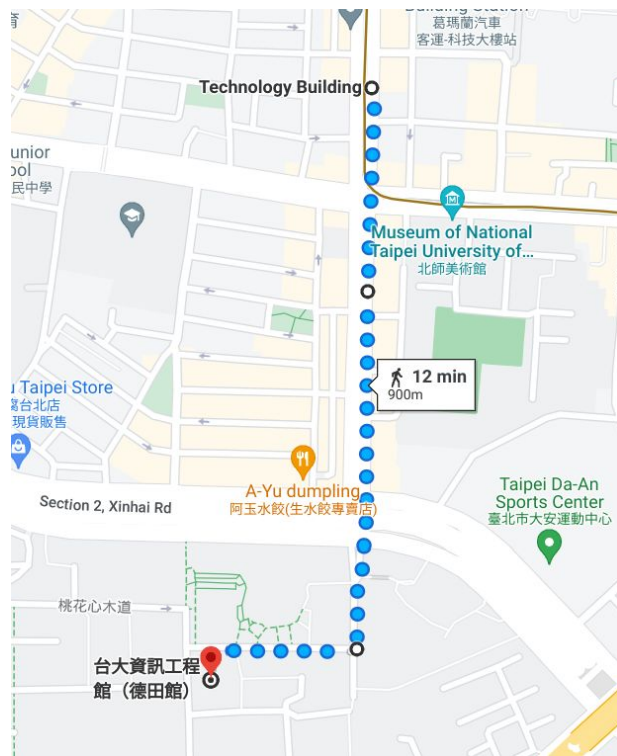 Building Station
葛瑪蘭汽車
客運-科技大樓站
育
Technology Building
unior
ool
民中學
Museum of National
Taipei University of...
北師美術館
12 min
900m
u Taipei Store
台北店
現貨販售
A-Yu dumpling
阿玉水餃(生水餃專賣店)
Section 2, Xinhai Rd
Taipei Da-An
Sports Center
臺北市大安運動中心
桃花心木道
台大資訊工程
館（德田館）